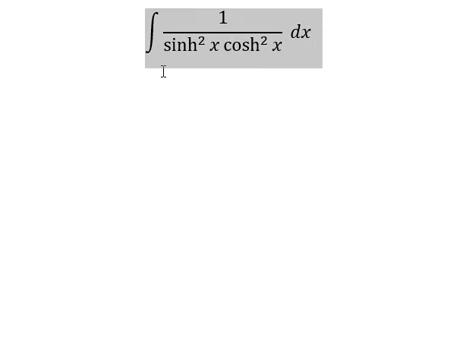 ∫ 1 / (sinh² x cosh² x) dx